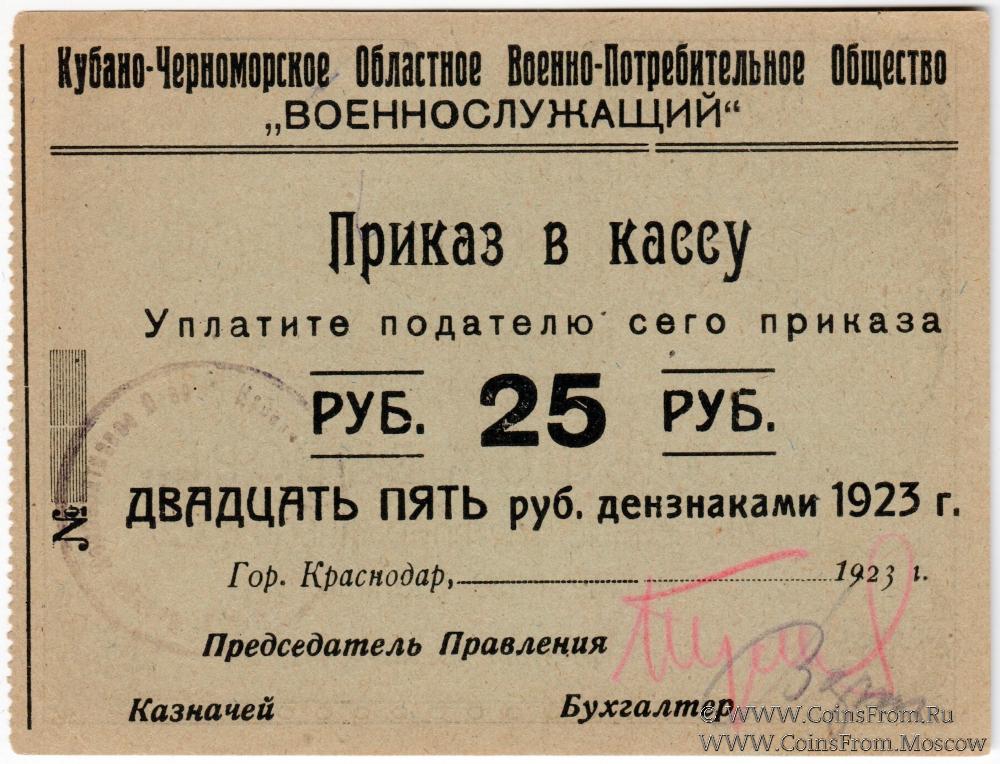 Кубано-Черноморское Областное Военно-Потребительное Общество
„ВОЕННОСЛУЖАЩИЙ“
Приказ в кассу
Уплатите подателю сего приказа
РУБ. 25 РУБ.
№
ДВАДЦАТЬ ПЯТЬ руб. дензнаками 1923 г.
Гор. Краснодар, 1923 г.
Председатель Правления
Казначей Бухгалтер
© WWW.CoinsFrom.Ru
WWW.CoinsFrom.Moscow